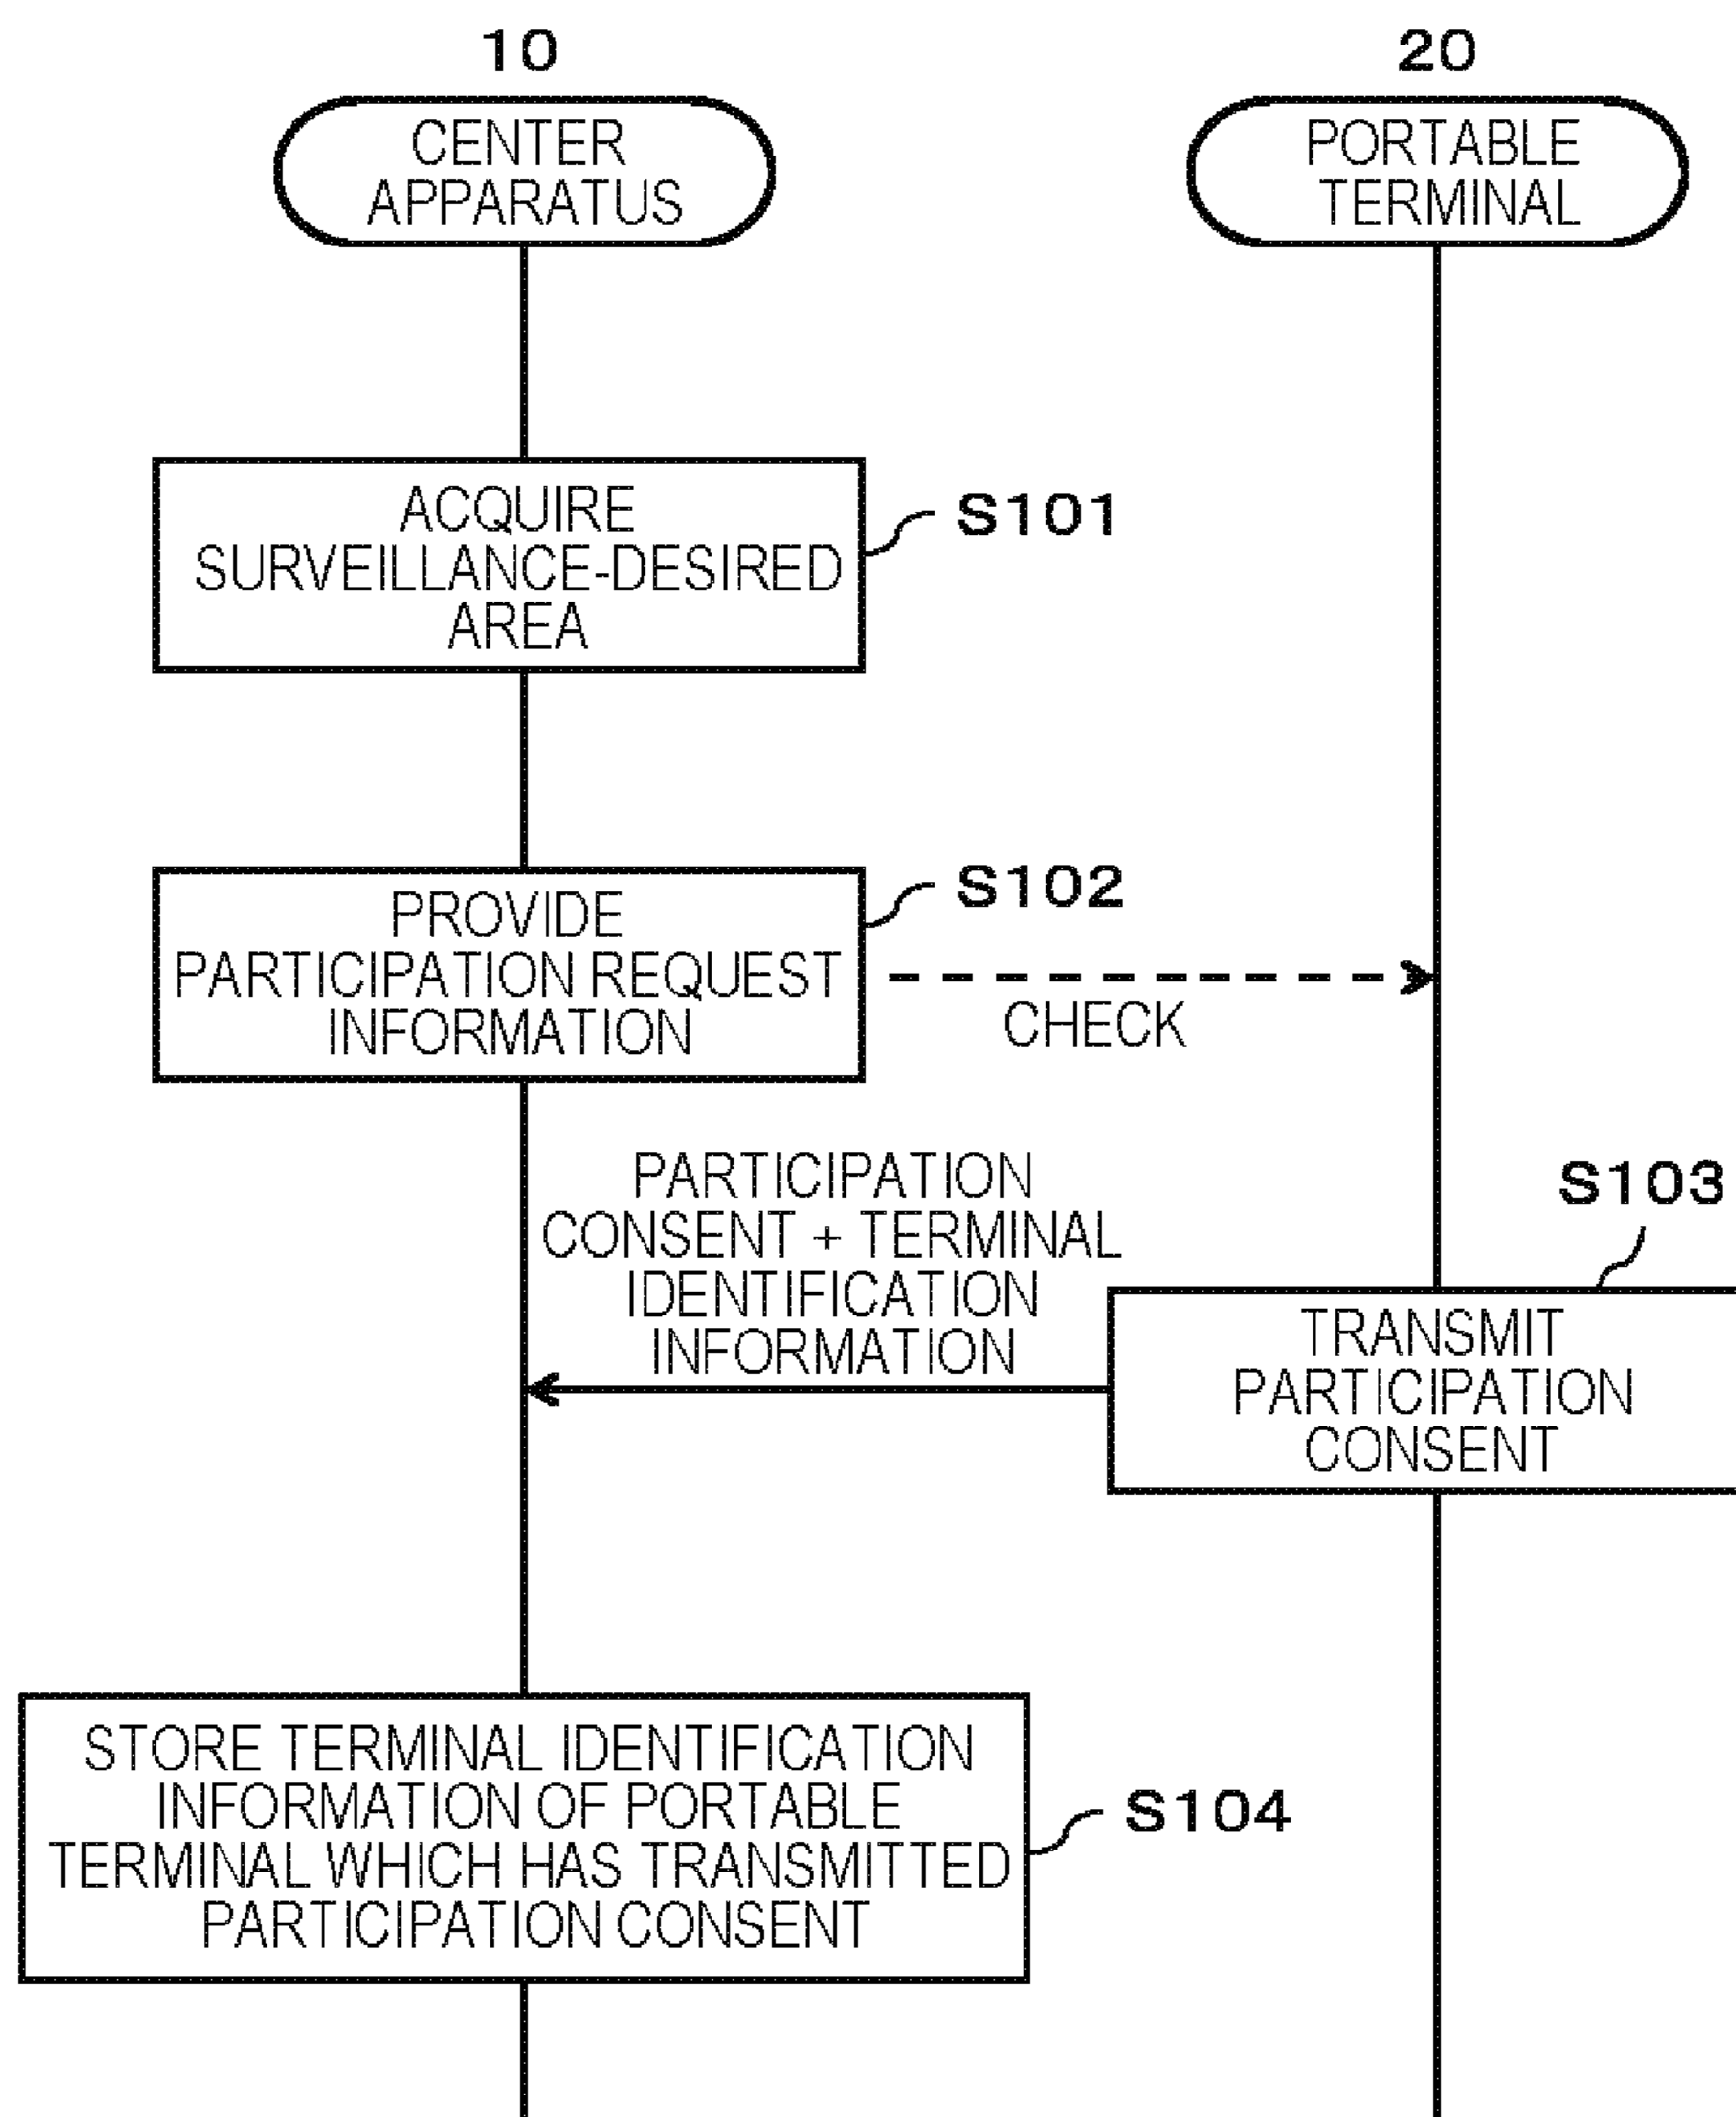 10
CENTER
APPARATUS
20
PORTABLE
TERMINAL
ACQUIRE
SURVEILLANCE-DESIRED
AREA
S101
PROVIDE
PARTICIPATION REQUEST
INFORMATION
S102
CHECK
PARTICIPATION
CONSENT + TERMINAL
IDENTIFICATION
INFORMATION
S103
TRANSMIT
PARTICIPATION
CONSENT
STORE TERMINAL IDENTIFICATION
INFORMATION OF PORTABLE
TERMINAL WHICH HAS TRANSMITTED
PARTICIPATION CONSENT
S104